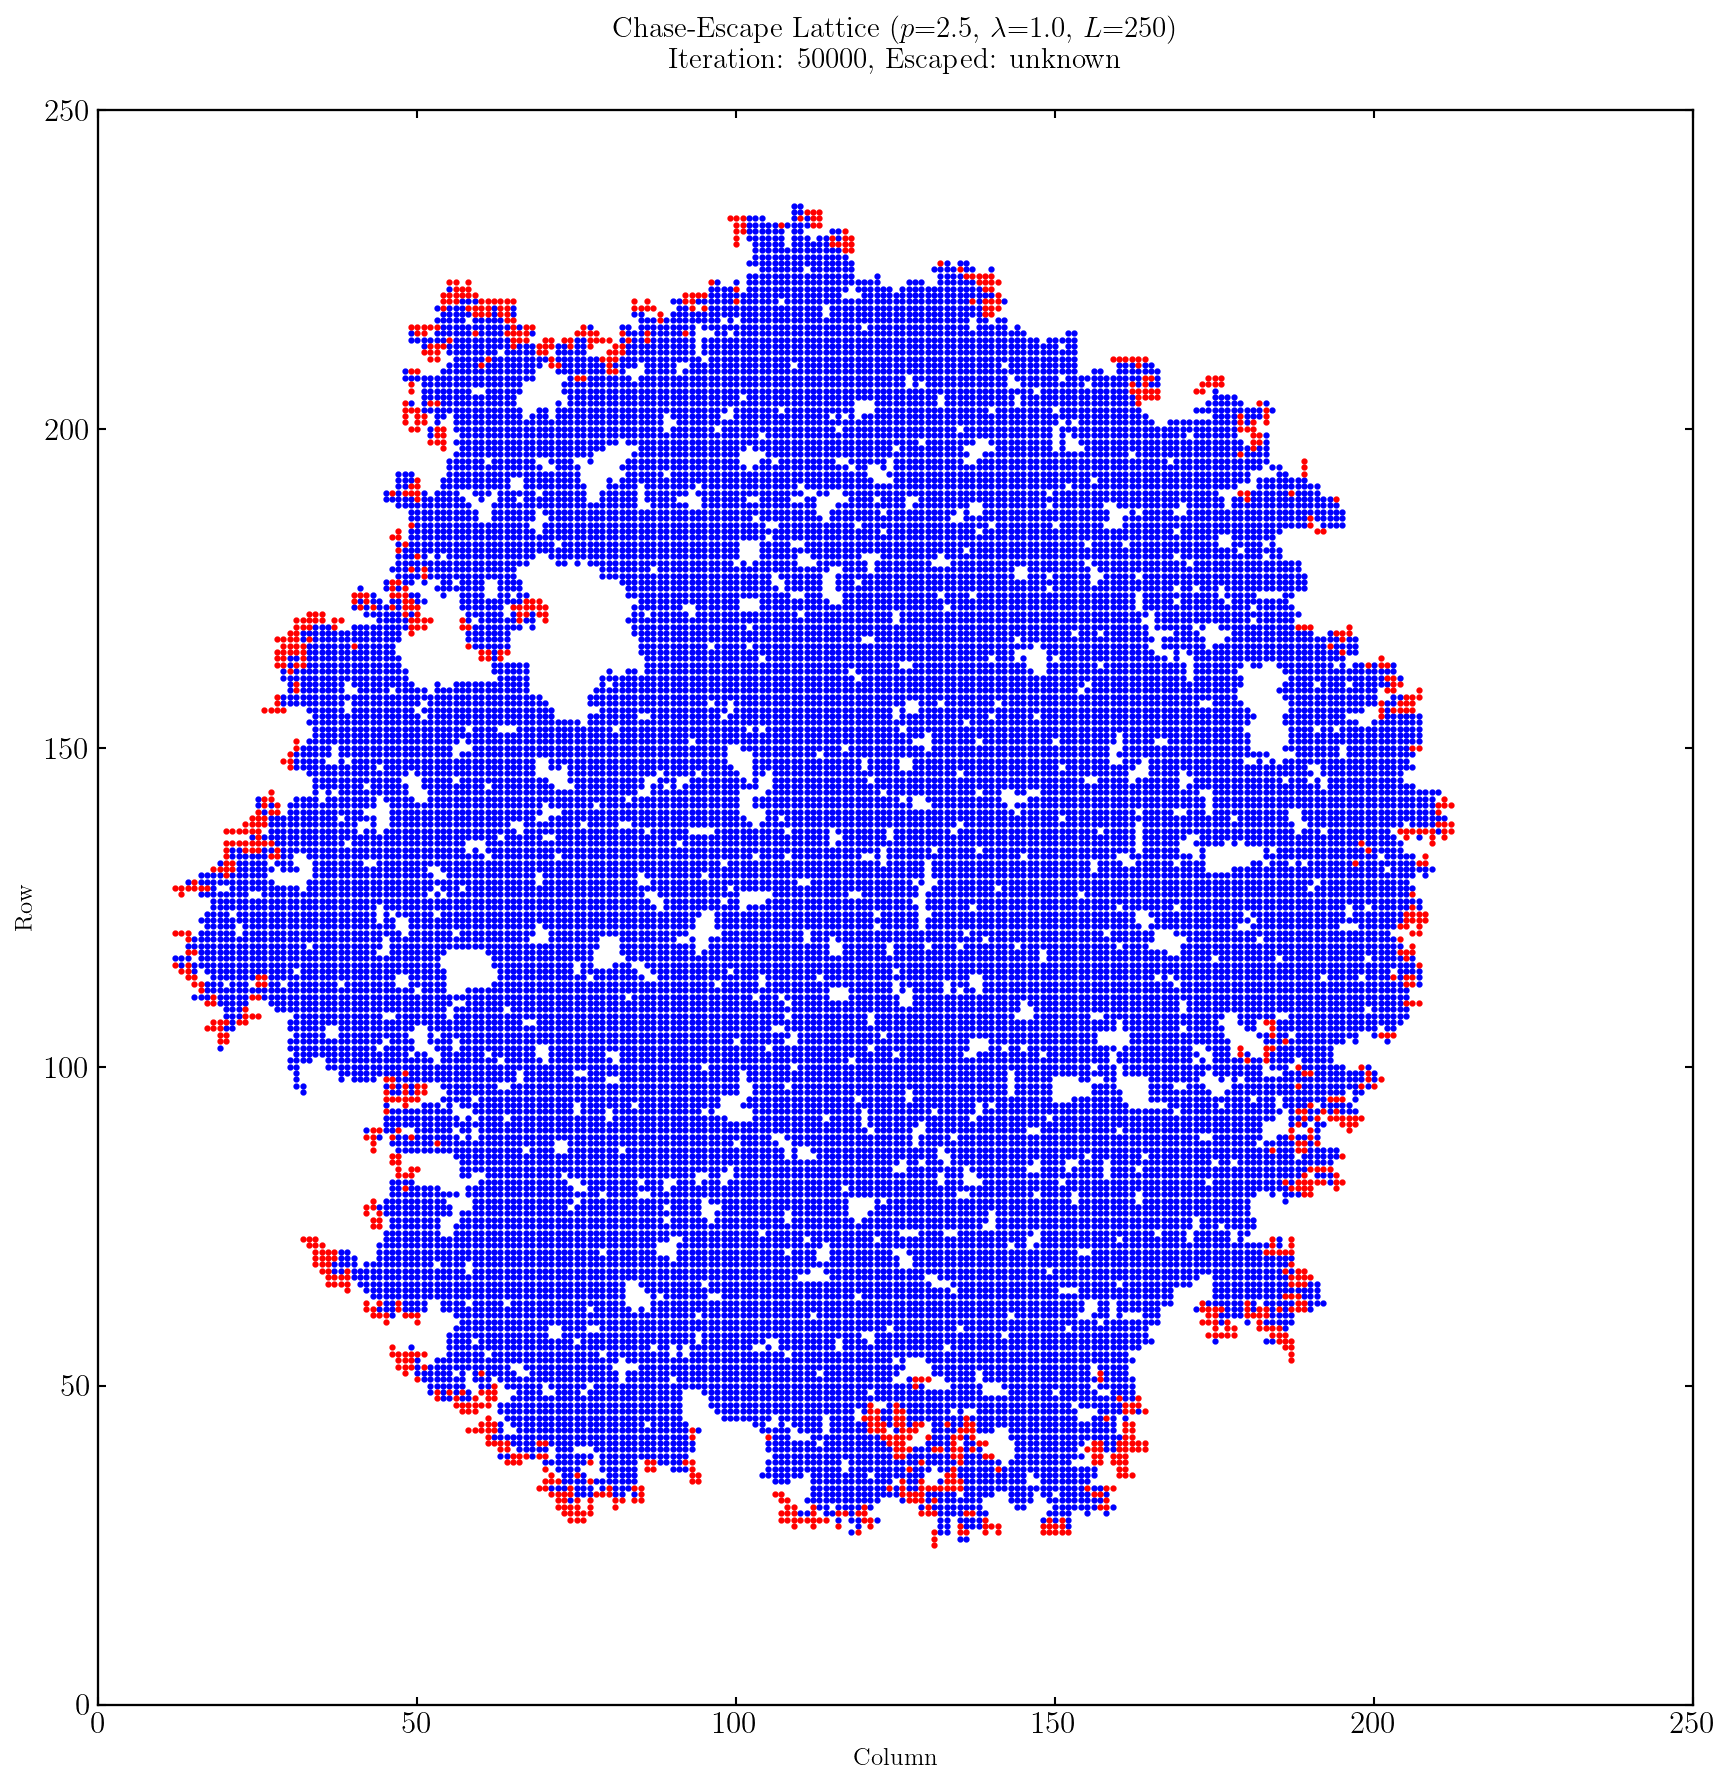 Chase-Escape Lattice (p=2.5, λ=1.0, L=250)
Iteration: 50000, Escaped: unknown
250
200
150
100
50
0
Row
0 50 100 150 200 250
Column